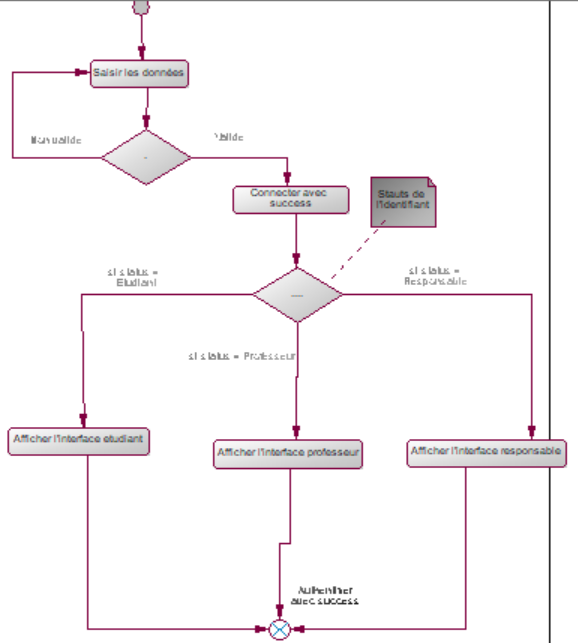 Saisir les données
Non valide
Valide
Connecter avec
success
Stauts de
l'identifiant
si status =
Etudiant
si status =
Responsable
si status = Professeur
Afficher l'interface etudiant
Afficher l'interface professeur
Afficher l'interface responsable
Authentifier
avec success